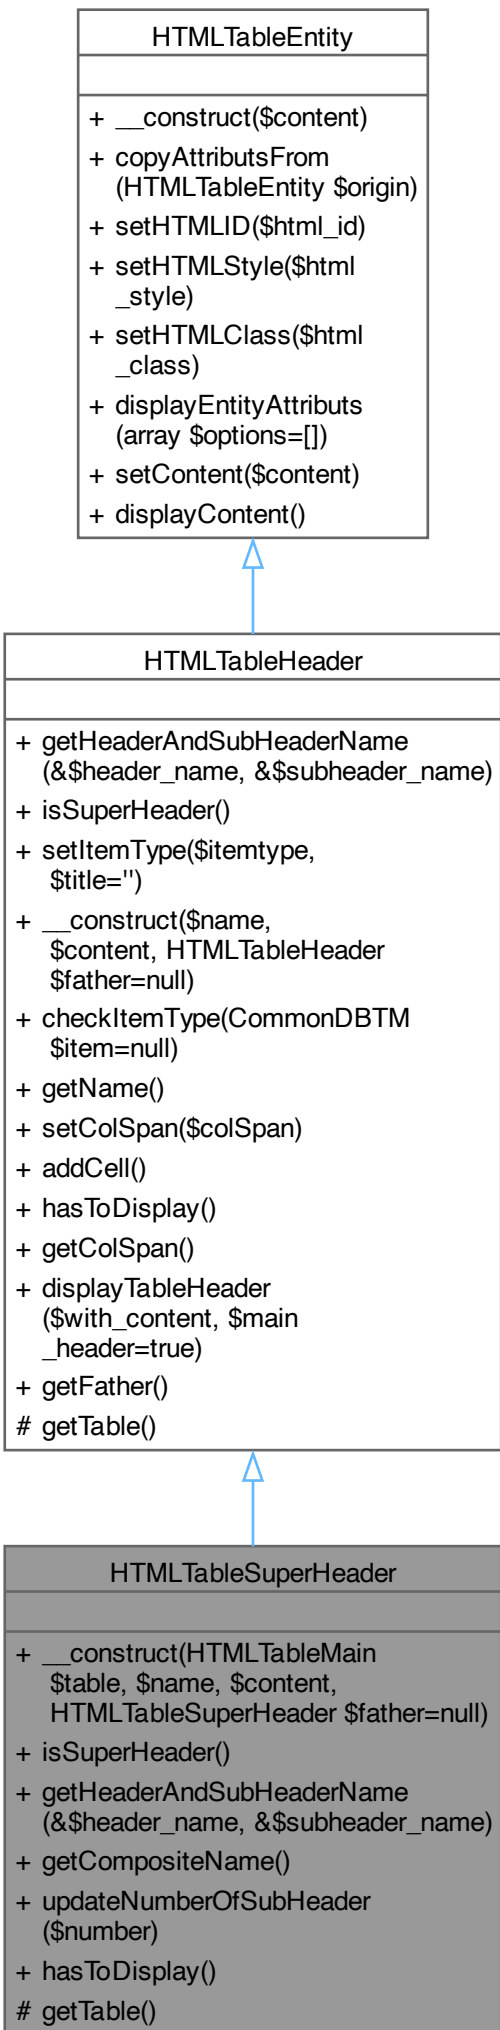 HTMLTableEntity
+ __construct($content)
+ copyAttributsFrom
(HTMLTableEntity $origin)
+ setHTMLID($html_id)
+ setHTMLStyle($html
_style)
+ setHTMLClass($html
_class)
+ displayEntityAttributs
(array $options=[])
+ setContent($content)
+ displayContent()
HTMLTableHeader
+ getHeaderAndSubHeaderName
(&$header_name, &$subheader_name)
+ isSuperHeader()
+ setItemType($itemtype,
$title='')
+ __construct($name,
$content, HTMLTableHeader
$father=null)
+ checkItemType(CommonDBTM
$item=null)
+ getName()
+ setColSpan($colSpan)
+ addCell()
+ hasToDisplay()
+ getColSpan()
+ displayTableHeader
($with_content, $main
_header=true)
+ getFather()
# getTable()
HTMLTableSuperHeader
+ __construct(HTMLTableMain
$table, $name, $content,
HTMLTableSuperHeader $father=null)
+ isSuperHeader()
+ getHeaderAndSubHeaderName
(&$header_name, &$subheader_name)
+ getCompositeName()
+ updateNumberOfSubHeader
($number)
+ hasToDisplay()
# getTable()